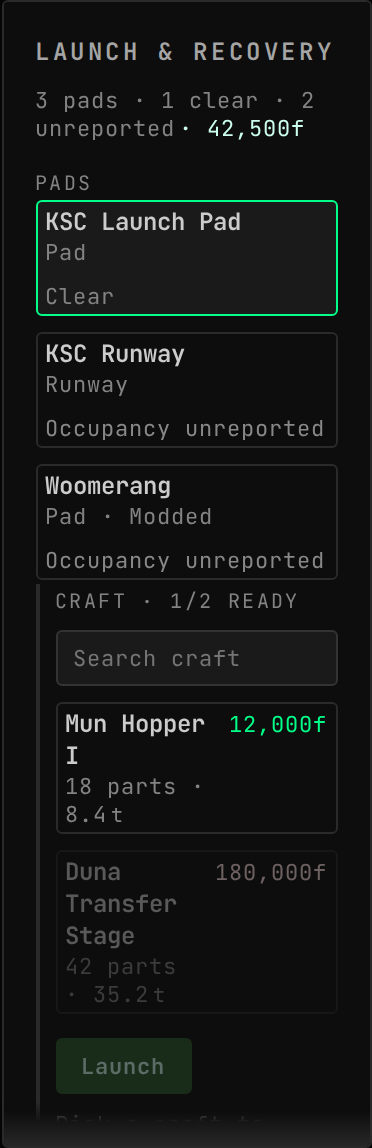 LAUNCH & RECOVERY
3 pads · 1 clear · 2
unreported · 42,500f
PADS
KSC Launch Pad
Pad
Clear
KSC Runway
Runway
Occupancy unreported
Woomerang
Pad · Modded
Occupancy unreported
CRAFT · 1/2 READY
Search craft
Mun Hopper 12,000f
I
18 parts ·
8.4t
Duna 180,000f
Transfer
Stage
42 parts
· 35.2t
Launch